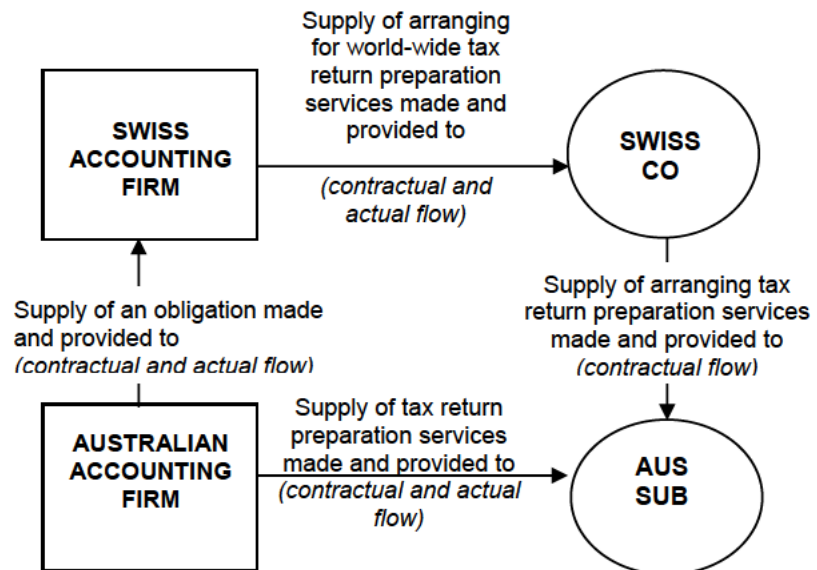 Supply of arranging
for world-wide tax
return preparation
services made and
provided to
SWISS
ACCOUNTING
FIRM
SWISS
CO
(contractual and
actual flow)
Supply of an obligation made
and provided to
(contractual and actual flow)
Supply of arranging tax
return preparation services
made and provided to
(contractual flow)
AUSTRALIAN
ACCOUNTING
FIRM
Supply of tax return
preparation services
made and provided to
(contractual and actual
flow)
AUS
SUB